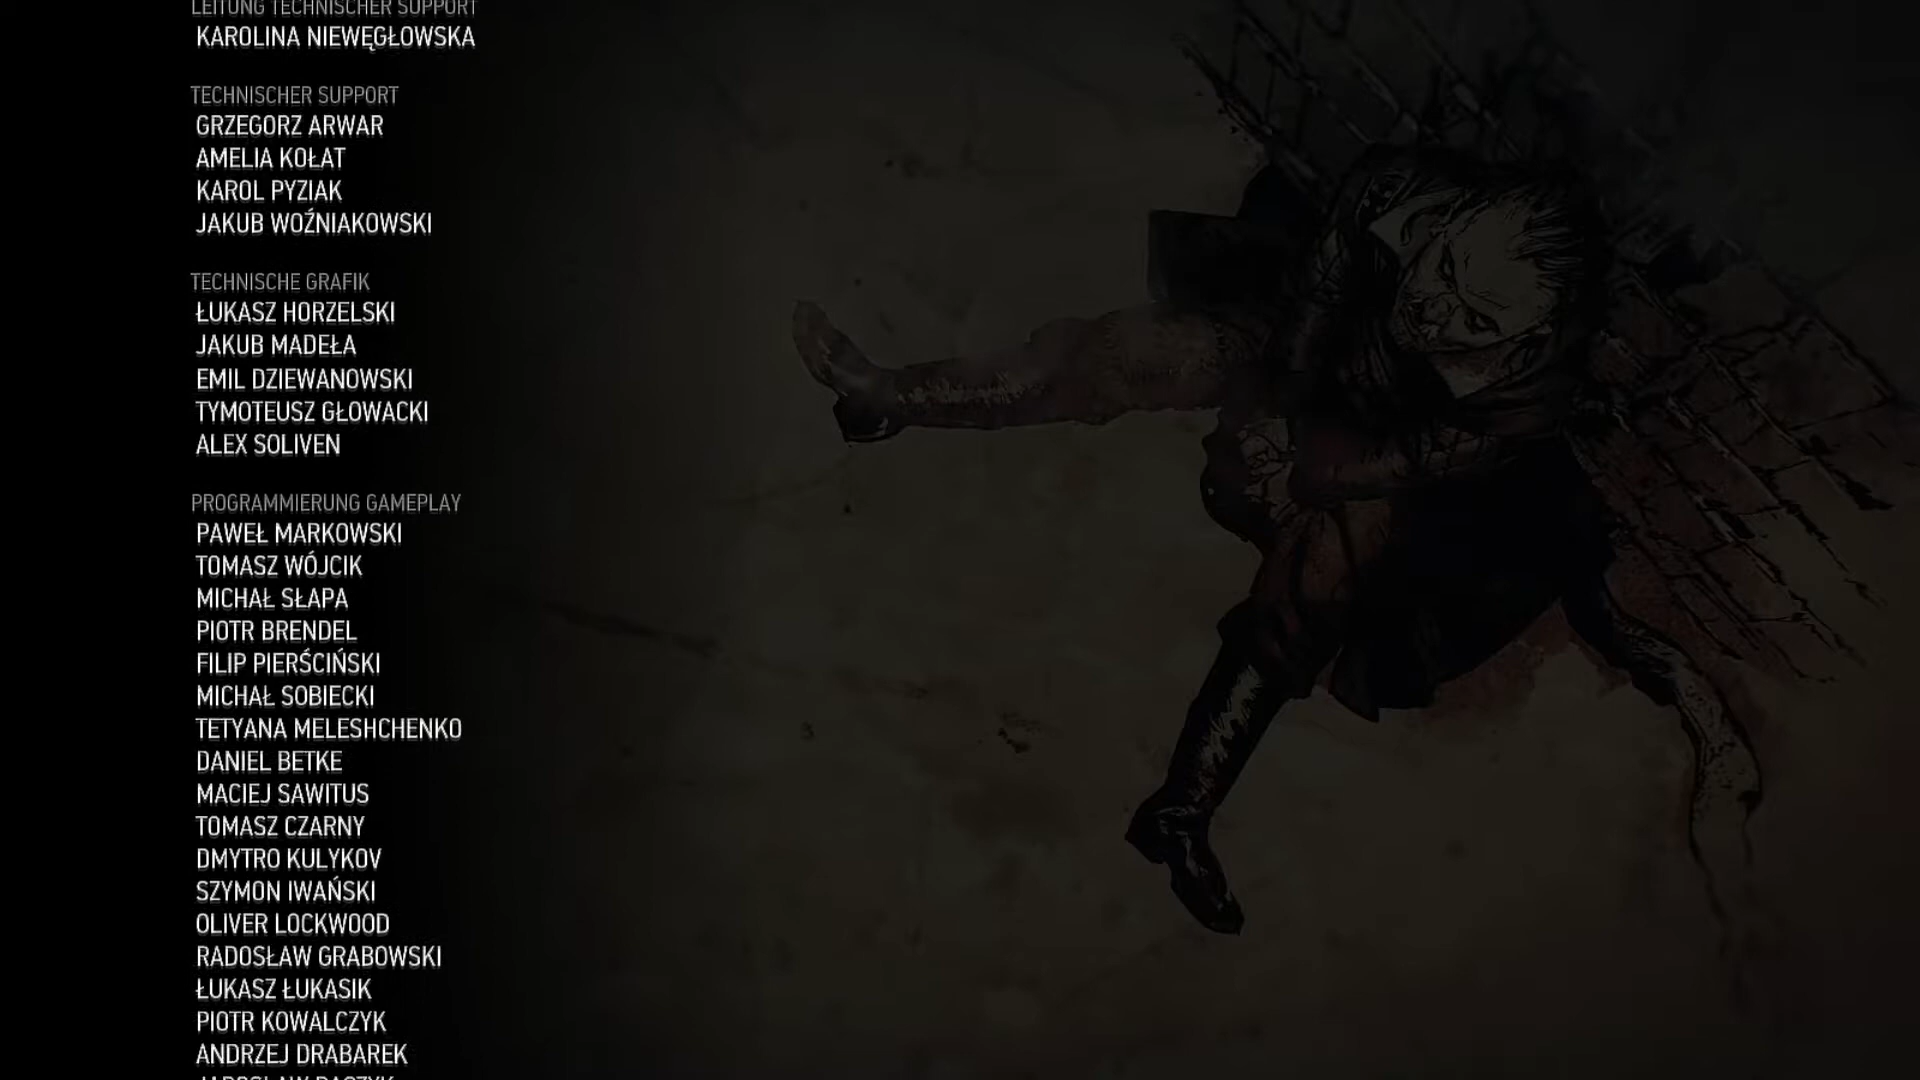 LEITUNG TECHNISCHER SUPPORT
KAROLINA NIEWĘGŁOWSKA
TECHNISCHER SUPPORT
GRZEGORZ ARWAR
AMELIA KOŁAT
KAROL PYZIAK
JAKUB WOŹNIAKOWSKI
TECHNISCHE GRAFIK
ŁUKASZ HORZELSKI
JAKUB MADEŁA
EMIL DZIEWANOWSKI
TYMOTEUSZ GŁOWACKI
ALEX SOLIVEN
PROGRAMMIERUNG GAMEPLAY
PAWEŁ MARKOWSKI
TOMASZ WÓJCIK
MICHAŁ SŁAPA
PIOTR BRENDEL
FILIP PIERŚCIŃSKI
MICHAŁ SOBIECKI
TETYANA MELESHCHENKO
DANIEL BETKE
MACIEJ SAWITUS
TOMASZ CZARNY
DMYTRO KULYKOV
SZYMON IWAŃSKI
OLIVER LOCKWOOD
RADOSŁAW GRABOWSKI
ŁUKASZ ŁUKASIK
PIOTR KOWALCZYK
ANDRZEJ DRABAREK